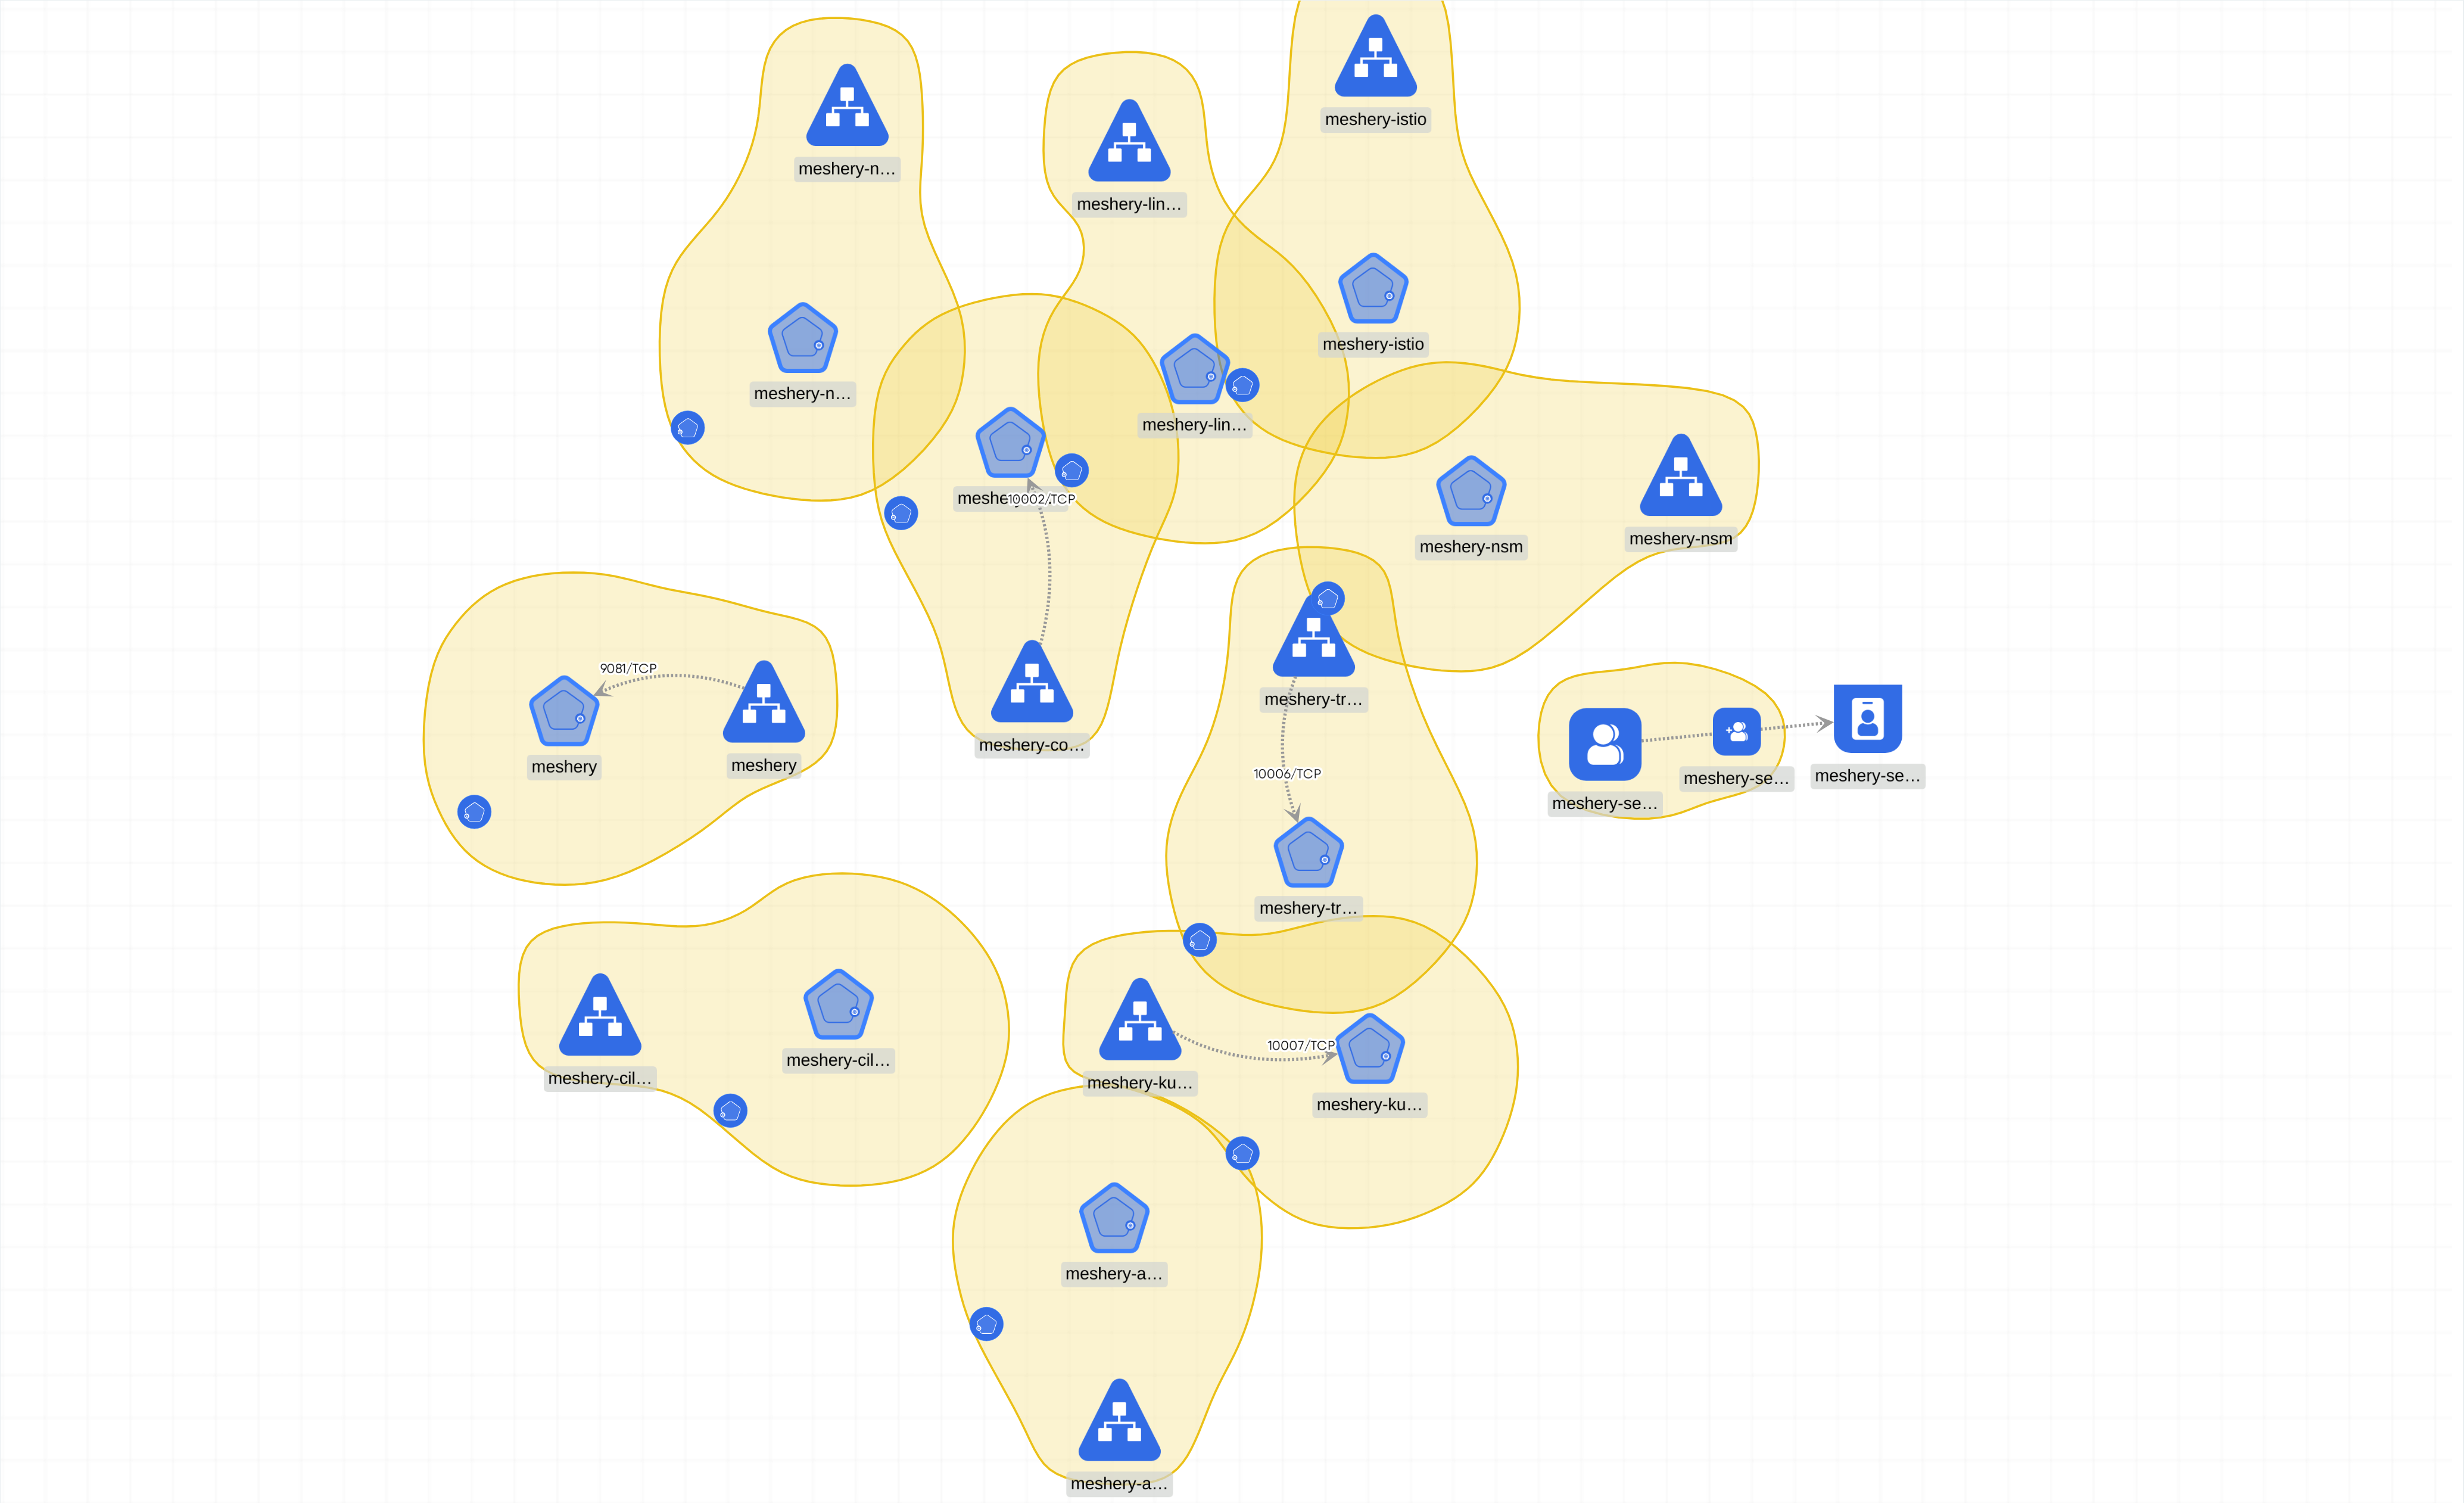 meshery-istio
meshery-n…
meshery-lin…
meshery-istio
meshery-n…
meshery-lin…
10002/TCP
meshery-nsm
meshery-nsm
9081/TCP
meshery-tr…
meshery-co…
meshery
meshery
10006/TCP
meshery-se…
meshery-se…
meshery-se…
meshery-tr…
10007/TCP
meshery-cil…
meshery-cil…
meshery-ku…
meshery-ku…
meshery-a…
meshery-a…